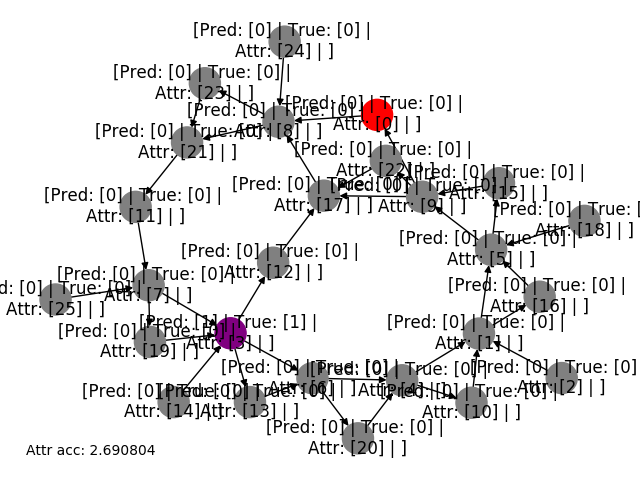 [Pred: [0] | True: [0] |
Attr: [24] | ]
[Pred: [0] | True: [0] |
Attr: [23] | ]
[Pred: [0] | True: [0] |
Attr: [8] | ]
[Pred: [0] | True: [0] |
Attr: [0] | ]
[Pred: [0] | True: [0] |
Attr: [21] | ]
[Pred: [0] | True: [0] |
Attr: [22] | ]
[Pred: [0] | True: [0] |
Attr: [15] | ]
[Pred: [0] | True: [0] |
Attr: [17] | ]
[Pred: [0] | True: [0] |
Attr: [9] | ]
[Pred: [0] | True: [0] |
Attr: [11] | ]
[Pred: [0] | True: [0]
Attr: [18] | ]
[Pred: [0] | True: [0] |
Attr: [5] | ]
[Pred: [0] | True: [0] |
Attr: [12] | ]
[Pred: [0] | True: [0] |
Attr: [7] | ]
d: [0] | True: [0] |
Attr: [25] | ]
[Pred: [0] | True: [0] |
Attr: [16] | ]
[Pred: [1] | True: [1] |
Attr: [3] | ]
[Pred: [0] | True: [0] |
Attr: [19] | ]
[Pred: [0] | True: [0] |
Attr: [1] | ]
[Pred: [0] | True: [0] |
Attr: [6] | ]
[Pred: [0] | True: [0] |
Attr: [4] | ]
[Pred: [0] | True: [0]
Attr: [2] | ]
[Pred: [0] | True: [0] |
Attr: [14] | ]
[Pred: [0] | True: [0] |
Attr: [13] | ]
[Pred: [0] | True: [0] |
Attr: [10] | ]
[Pred: [0] | True: [0] |
Attr: [20] | ]
Attr acc: 2.690804